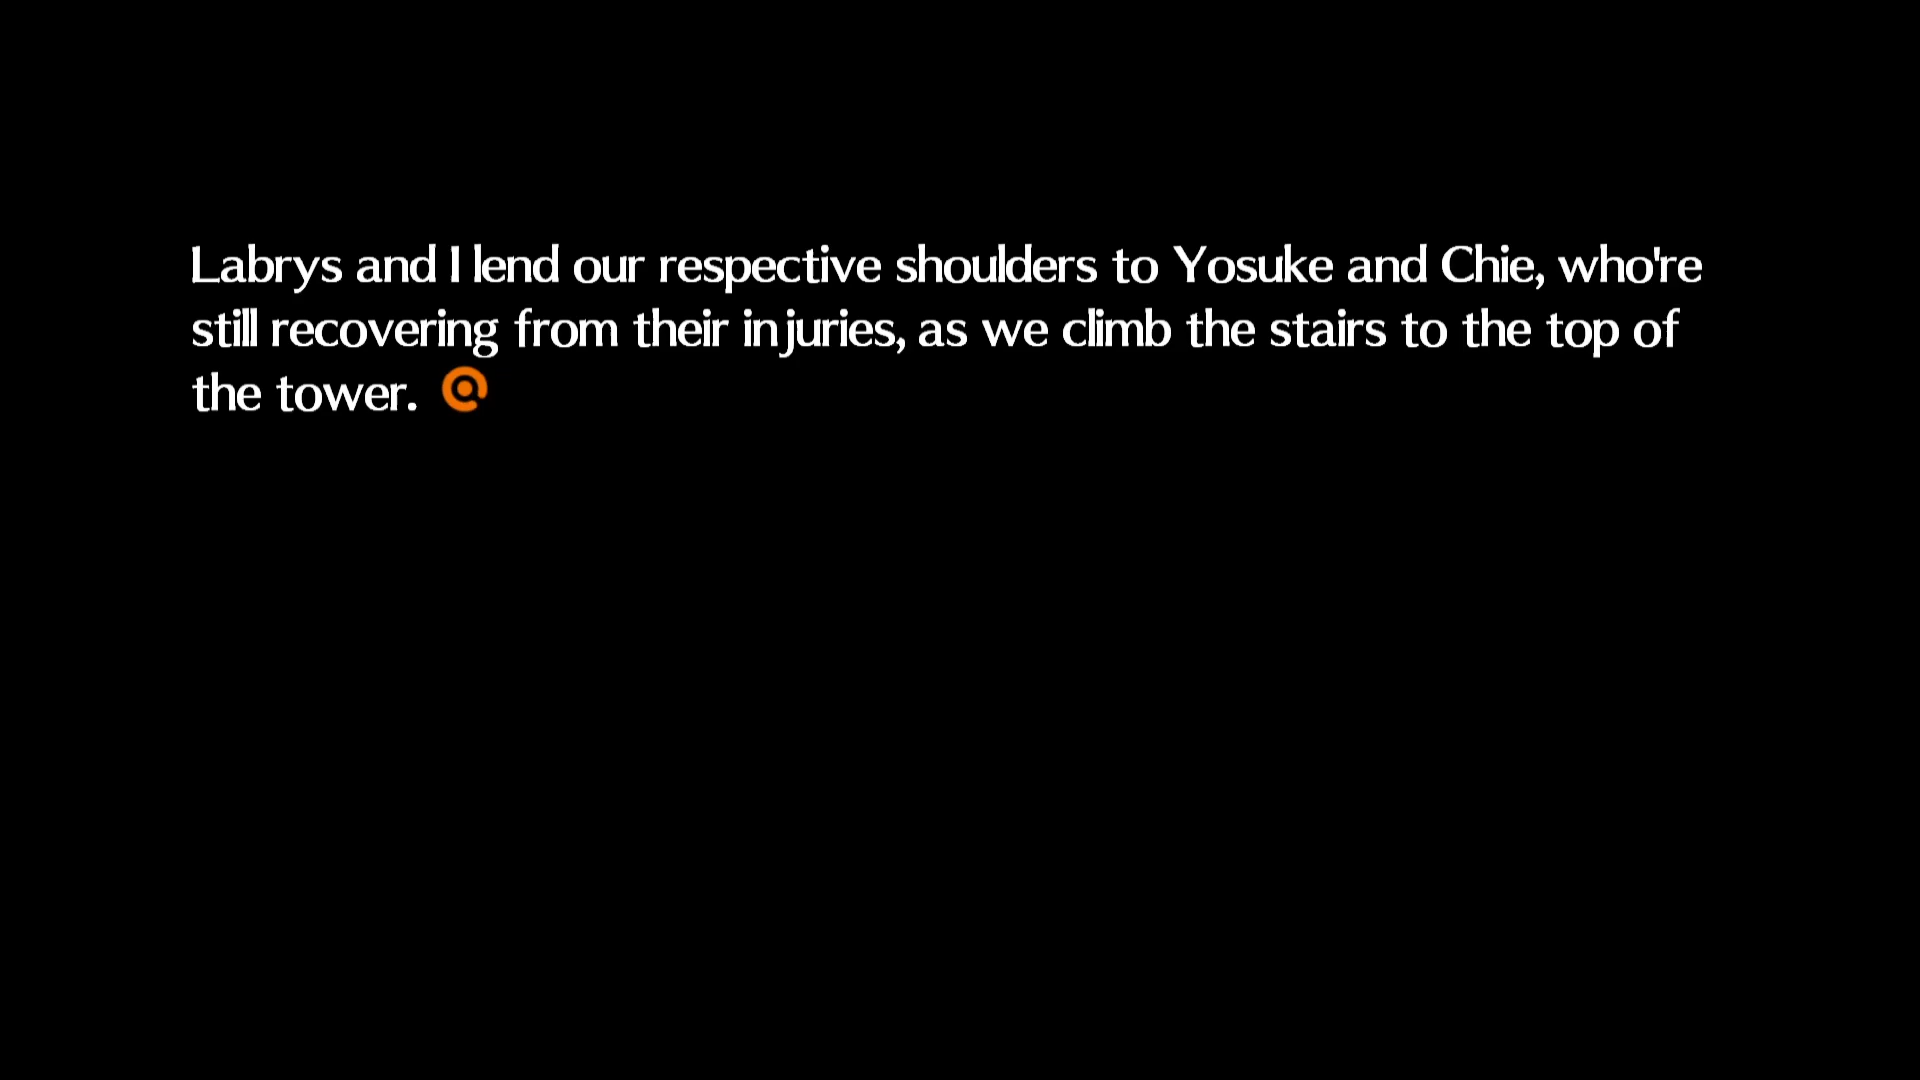 Labrys and I lend our respective shoulders to Yosuke and Chie, who're
still recovering from their injuries, as we climb the stairs to the top of
the tower.